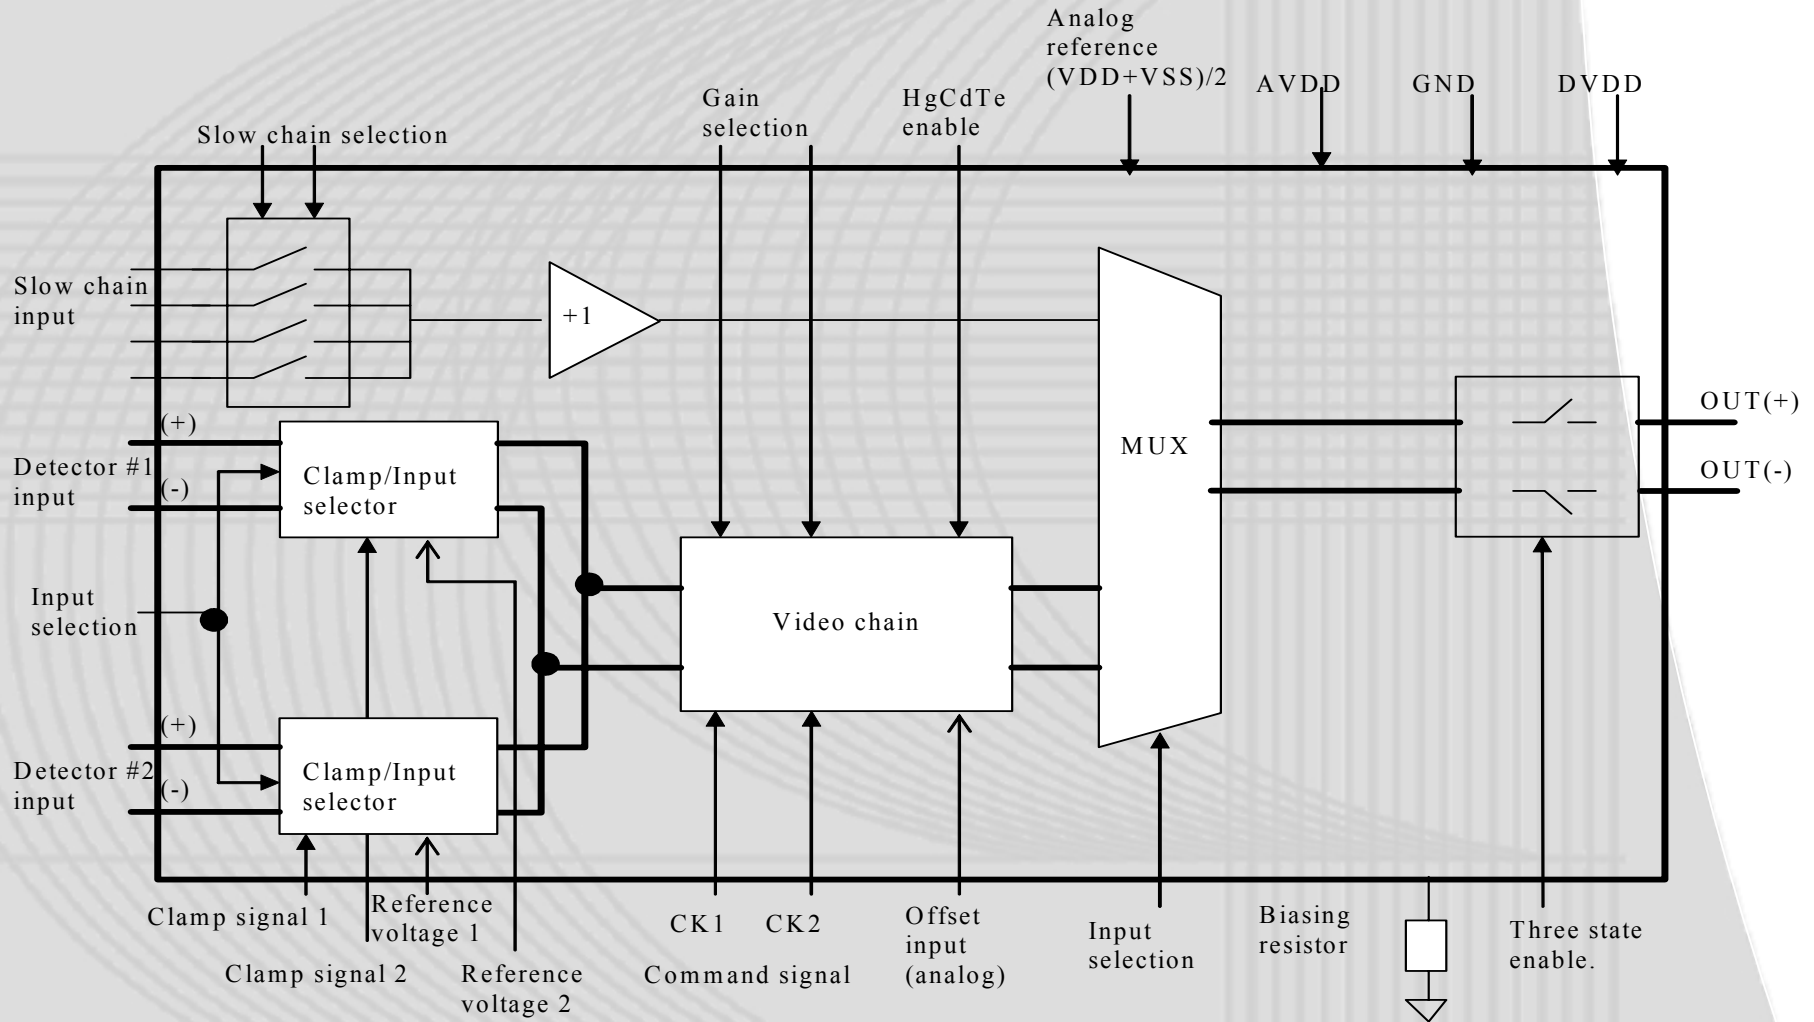 Analog
reference
(VDD+VSS)/2
AVDD
GND
DVDD
Gain
selection
HgCdTe
enable
Slow chain selection
Slow chain
input
+1
MUX
OUT(+)
OUT(-)
(+)
Detector #1
input
(-)
Clamp/Input
selector
Input
selection
Video chain
(+)
Detector #2
input
(-)
Clamp/Input
selector
Clamp signal 1
Reference
voltage 1
Clamp signal 2
Reference
voltage 2
CK1
CK2
Command signal
Offset
input
(analog)
Input
selection
Biasing
resistor
Three state
enable.